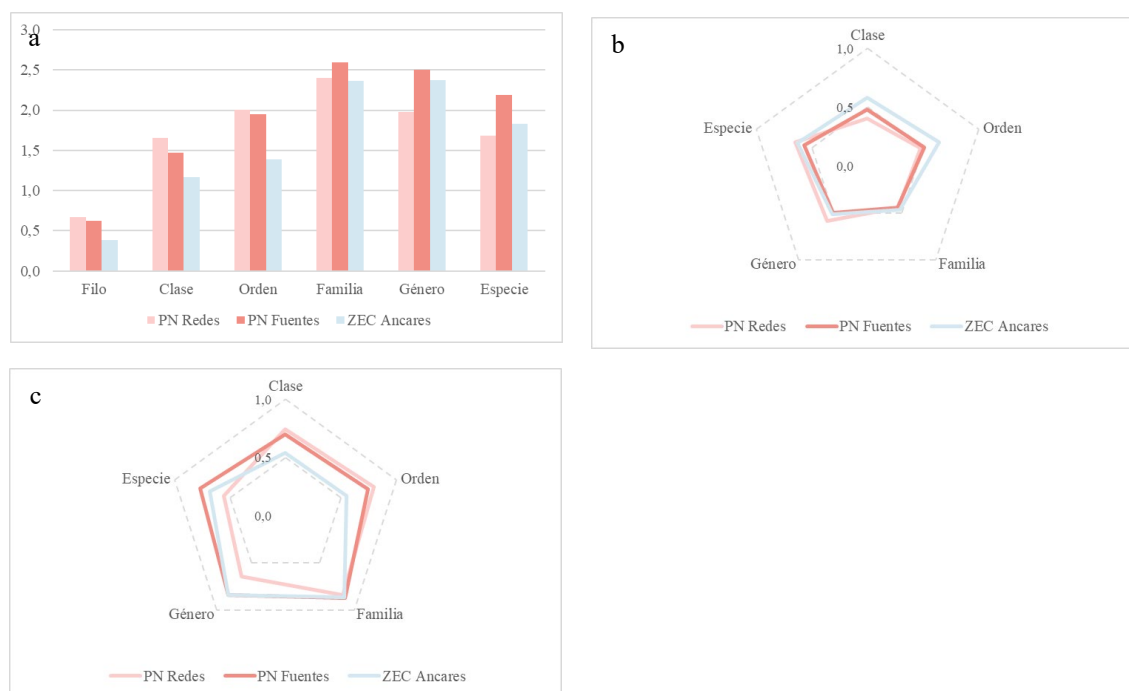 a
3,0
2,5
2,0
1,5
1,0
0,5
0,0
Filo Clase Orden Familia Género Especie
PN Redes PN Fuentes ZEC Ancares
b
Clase
1,0
0,5
0,0
Especie Orden
Género Familia
PN Redes PN Fuentes ZEC Ancares
c
Clase
1,0
0,5
0,0
Especie Orden
Género Familia
PN Redes PN Fuentes ZEC Ancares